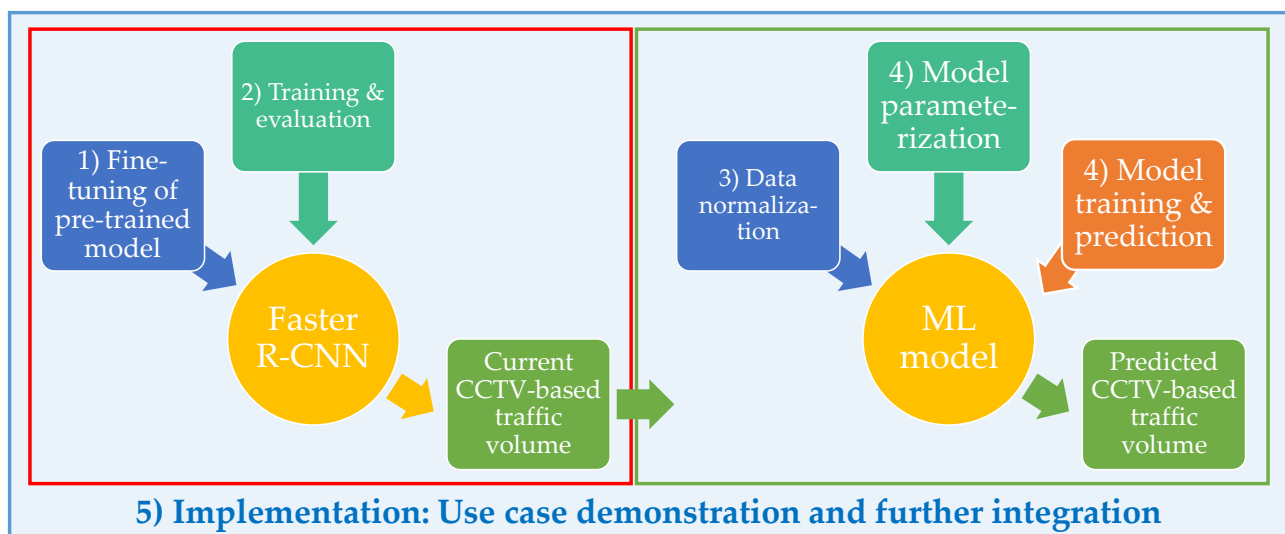 1) Fine-
tuning of
pre-trained
model
2) Training &
evaluation
Faster
R-CNN
Current
CCTV-based
traffic
volume
3) Data
normaliza-
tion
4) Model
paramete-
rization
4) Model
training &
prediction
ML
model
Predicted
CCTV-based
traffic
volume
5) Implementation: Use case demonstration and further integration